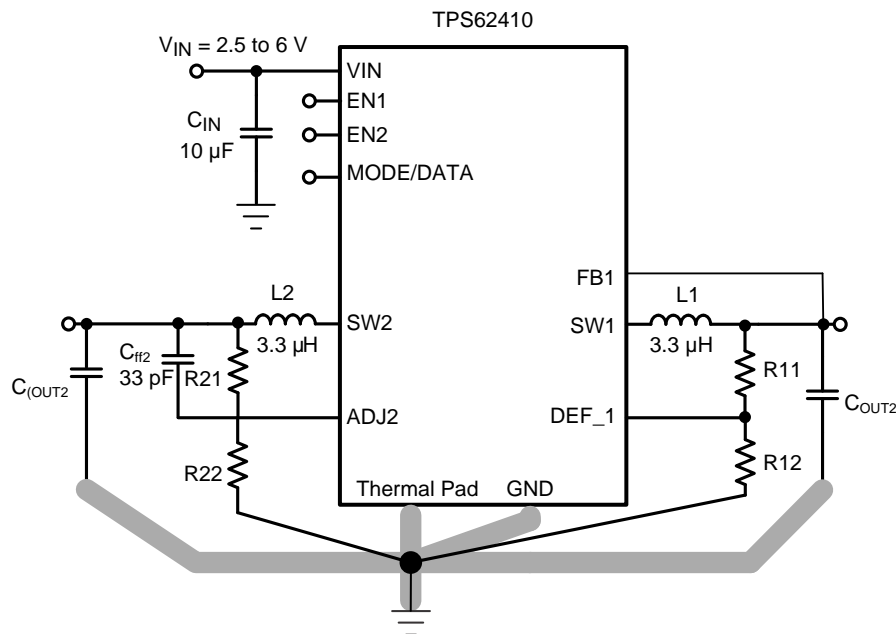 TPS62410
V_IN = 2.5 to 6 V
VIN
EN1
C_IN
10 µF
EN2
MODE/DATA
FB1
L2
L1
SW2
SW1
3.3 µH
3.3 µH
C_ff2
33 pF
R21
R11
C_(OUT2
C_OUT2
ADJ2
DEF_1
R22
R12
Thermal Pad
GND